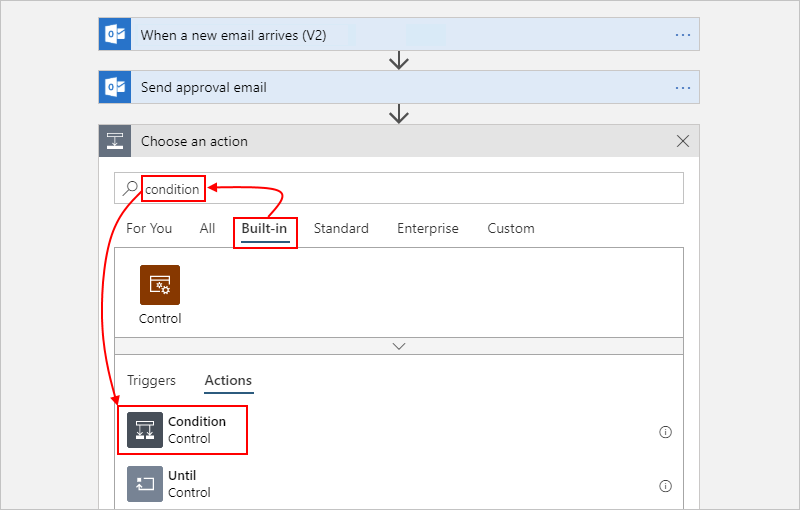 When a new email arrives (V2)
Send approval email
Choose an action
condition
For You All Built-in Standard Enterprise Custom
Control
Triggers Actions
Condition
Control
Until
Control